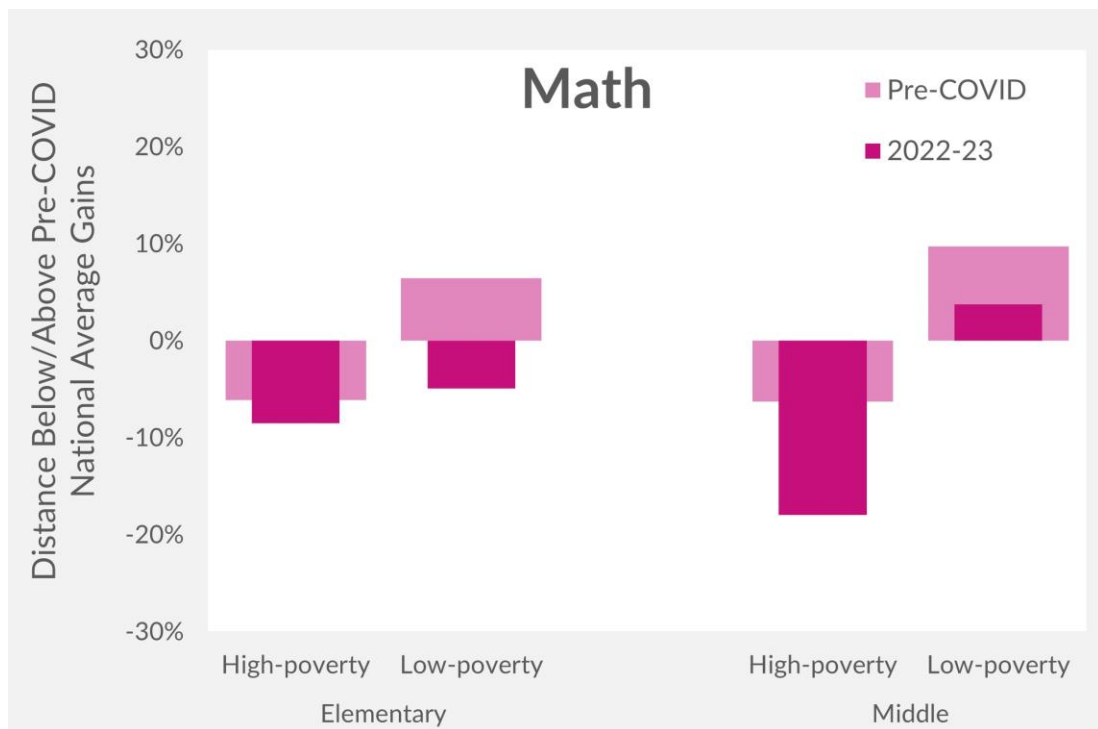 Math
Pre-COVID
2022-23
Distance Below/Above Pre-COVID
National Average Gains
30%
20%
10%
0%
-10%
-20%
-30%
High-poverty Low-poverty High-poverty Low-poverty
Elementary Middle